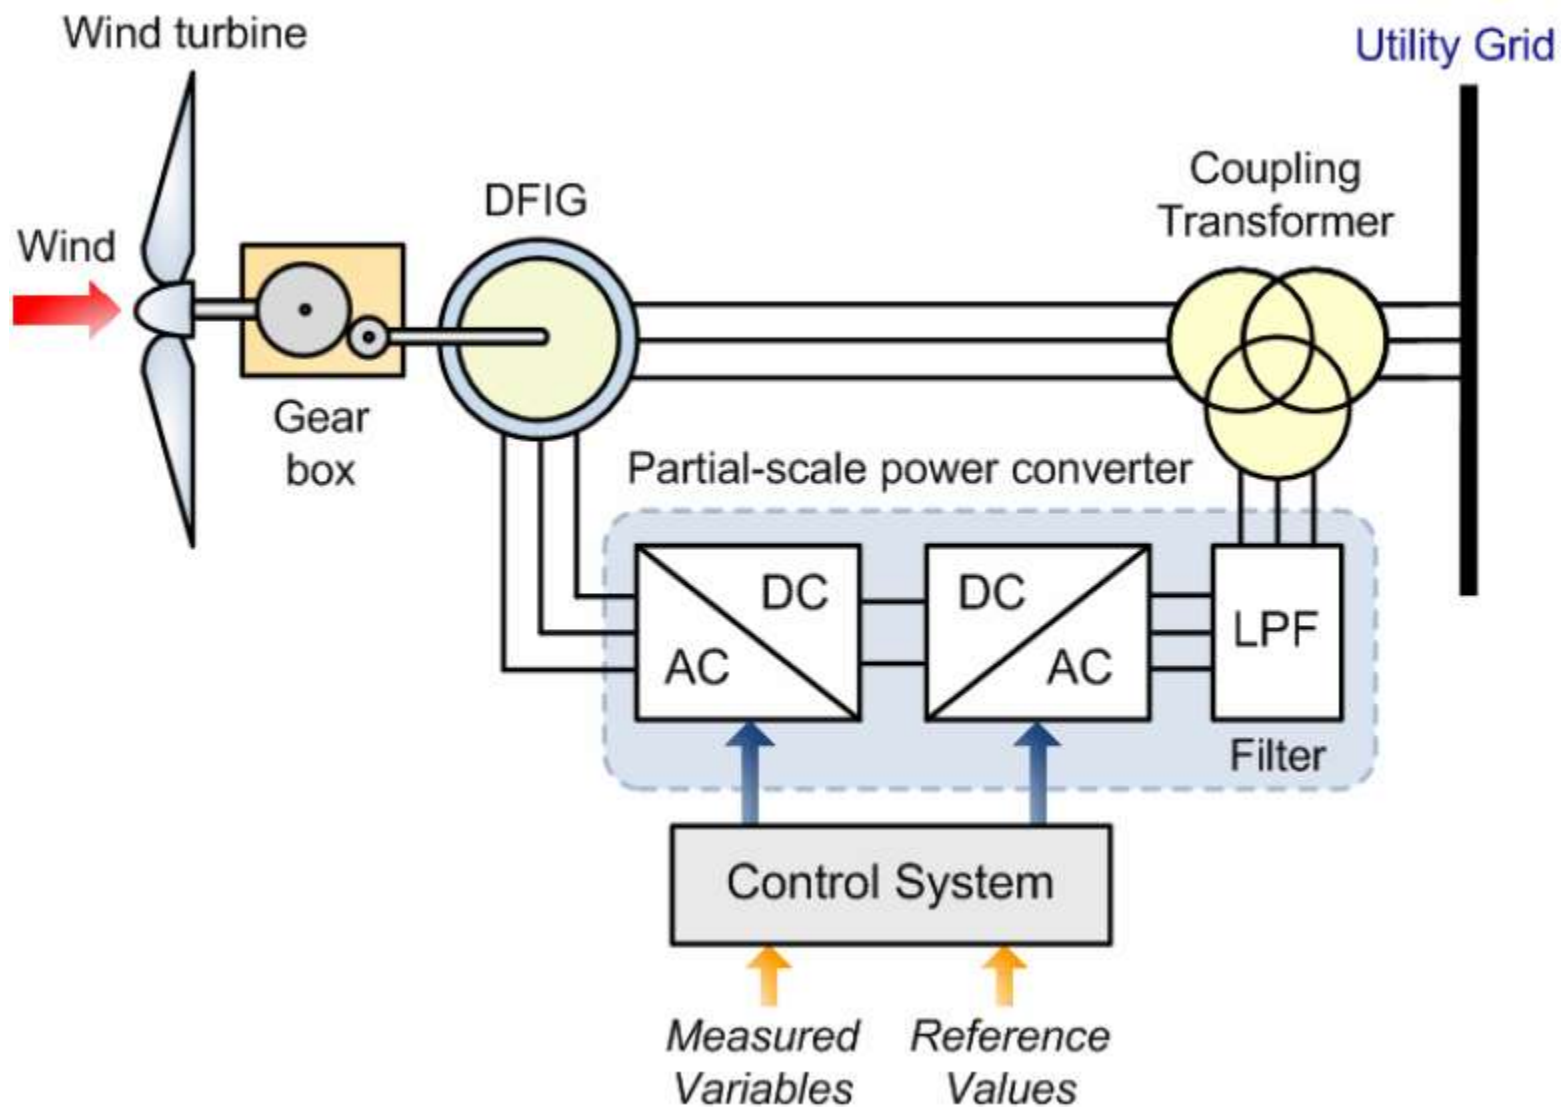 Wind turbine
Utility Grid
Coupling
Transformer
DFIG
Wind
Gear
box
Partial-scale power converter
DC
AC
DC
AC
LPF
Filter
Control System
Measured
Variables
Reference
Values